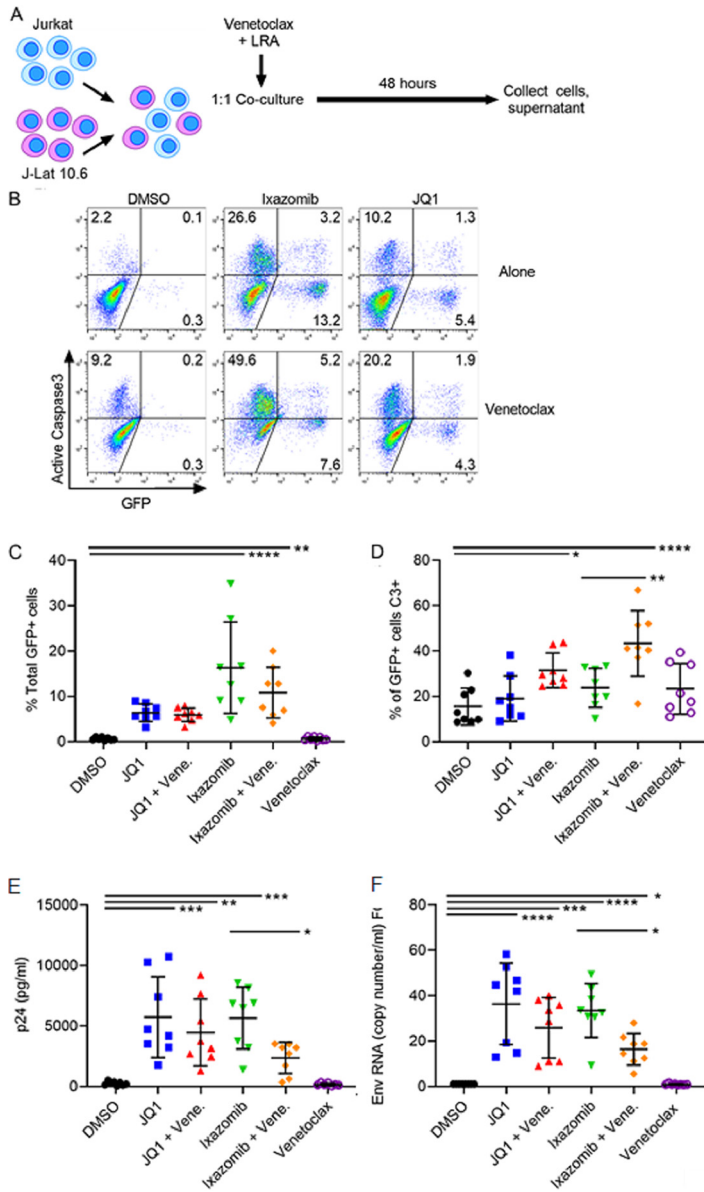 A
Jurkat
Venetoclax
+ LRA
1:1 Co-culture
48 hours
Collect cells,
supernatant
J-Lat 10.6
B
DMSO
Ixazomib
JQ1
2.2
0.1
0.3
26.6
3.2
13.2
10.2
1.3
5.4
Alone
9.2
0.2
0.3
49.6
5.2
7.6
20.2
1.9
4.3
Venetoclax
Active Caspase3
GFP
C
**
****
% Total GFP+ cells
40
30
20
10
0
DMSO
JQ1
JQ1 + Vene.
Ixazomib
Ixazomib + Vene.
Venetoclax
D
****
*
**
% of GFP+ cells C3+
80
60
40
20
0
DMSO
JQ1
JQ1 + Vene.
Ixazomib
Ixazomib + Vene.
Venetoclax
E
***
**
***
*
p24 (pg/ml)
15000
10000
5000
0
DMSO
JQ1
JQ1 + Vene.
Ixazomib
Ixazomib + Vene.
Venetoclax
F
*
****
***
****
*
Env RNA (copy number/ml)
80
60
40
20
0
DMSO
JQ1
JQ1 + Vene.
Ixazomib
Ixazomib + Vene.
Venetoclax